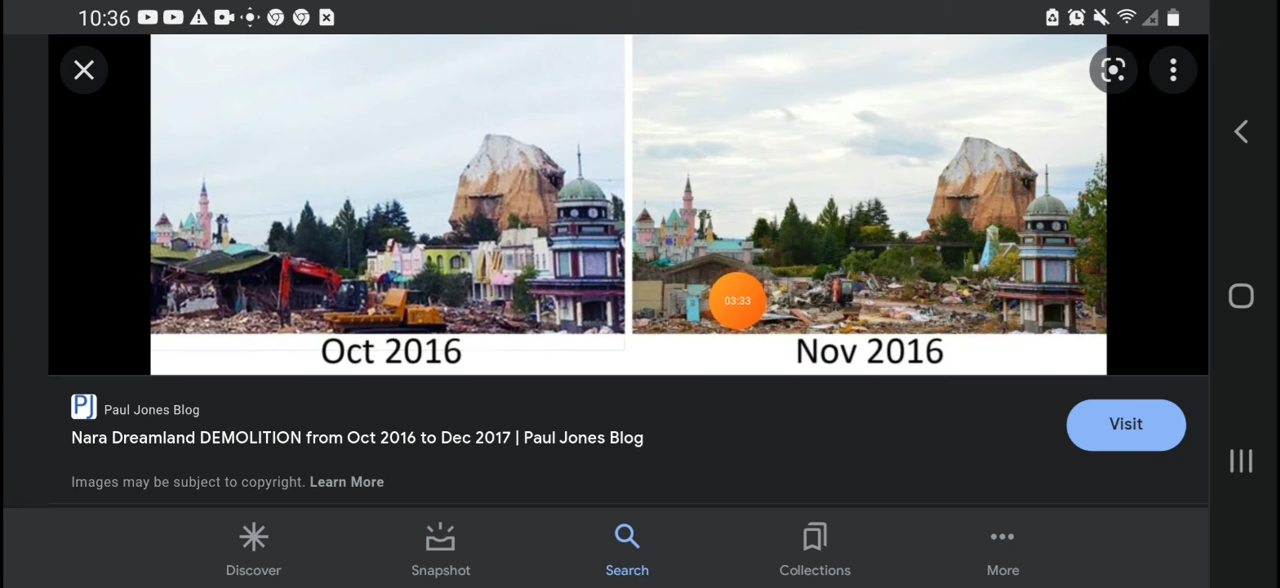 10:36
03:33
Oct 2016
Nov 2016
PJ Paul Jones Blog
Nara Dreamland DEMOLITION from Oct 2016 to Dec 2017 | Paul Jones Blog
Visit
Images may be subject to copyright. Learn More
Discover
Snapshot
Search
Collections
More